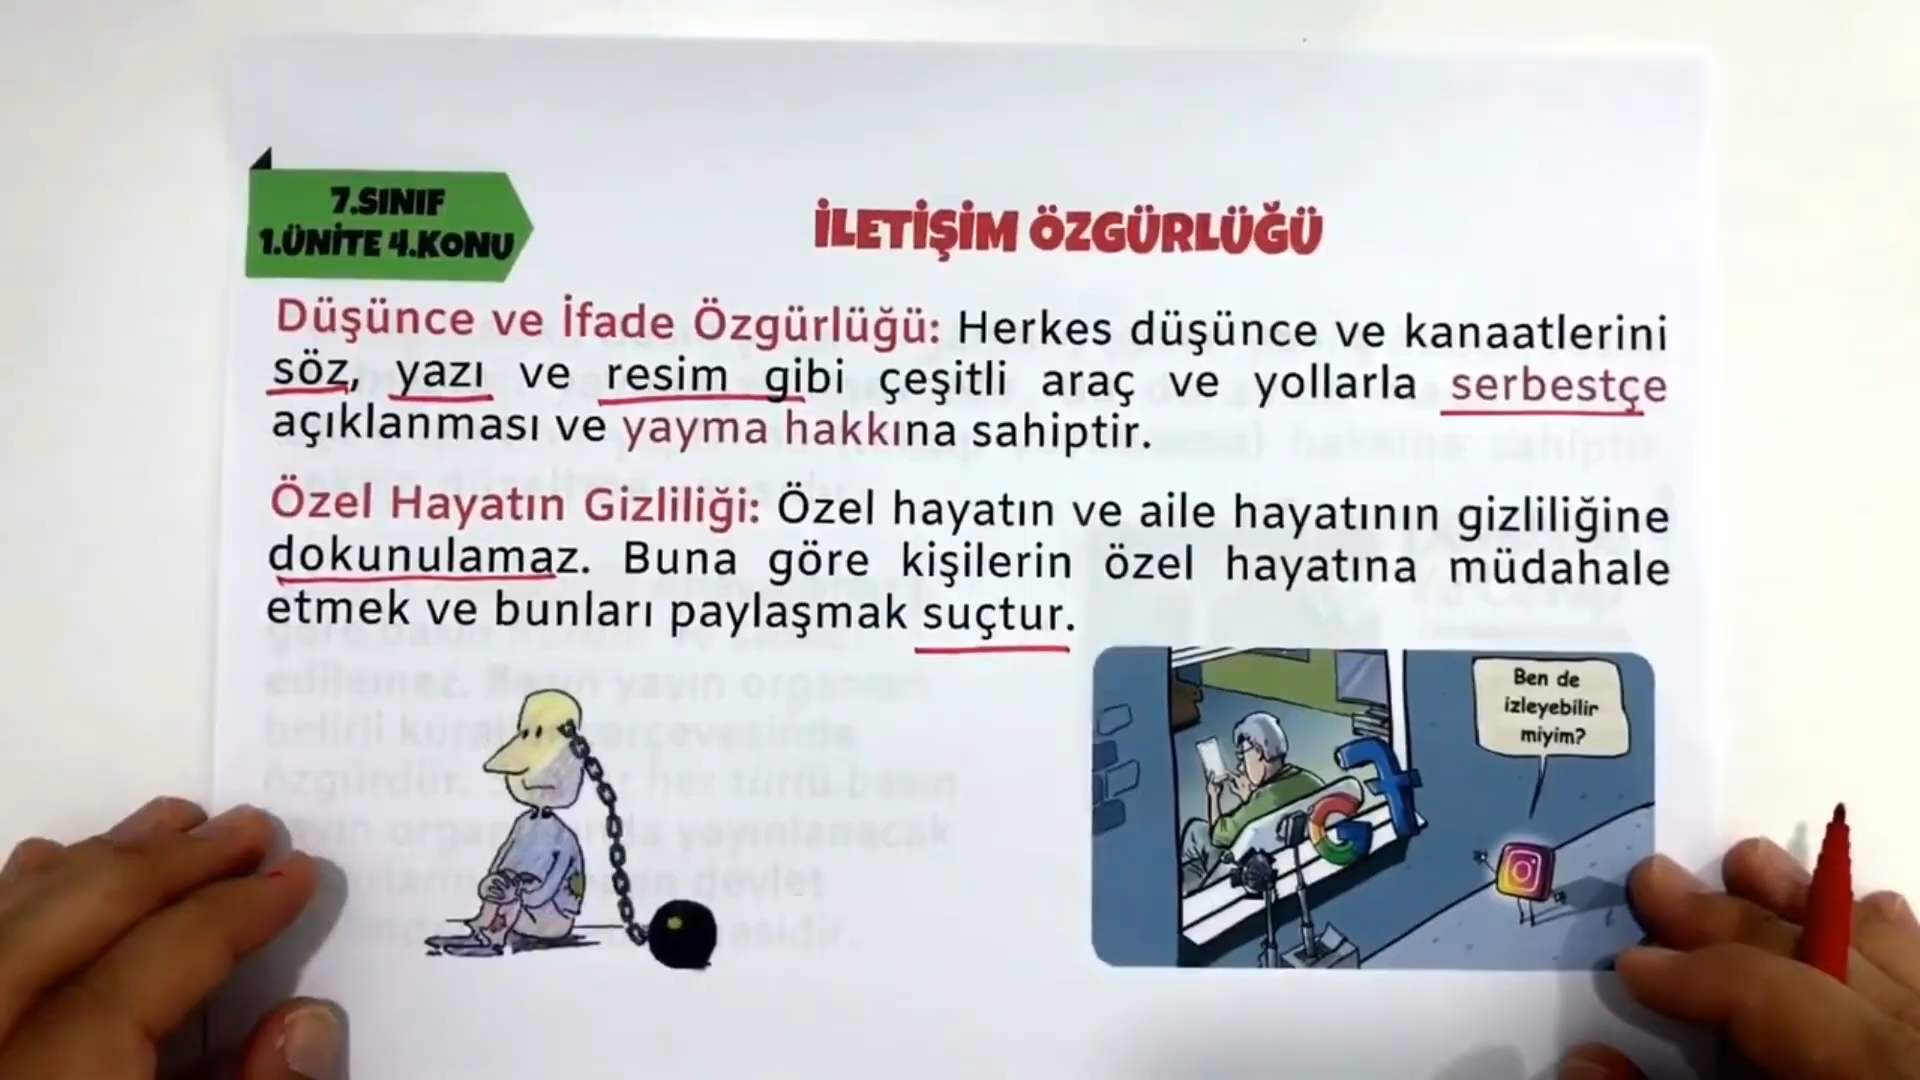 7.SINIF
1.ÜNİTE 4.KONU
İLETİŞİM ÖZGÜRLÜĞÜ
Düşünce ve İfade Özgürlüğü: Herkes düşünce ve kanaatlerini
söz, yazı ve resim gibi çeşitli araç ve yollarla serbestçe
açıklanması ve yayma hakkına sahiptir.
Özel Hayatın Gizliliği: Özel hayatın ve aile hayatının gizliliğine
dokunulamaz. Buna göre kişilerin özel hayatına müdahale
etmek ve bunları paylaşmak suçtur.
Ben de
izleyebilir
miyim?